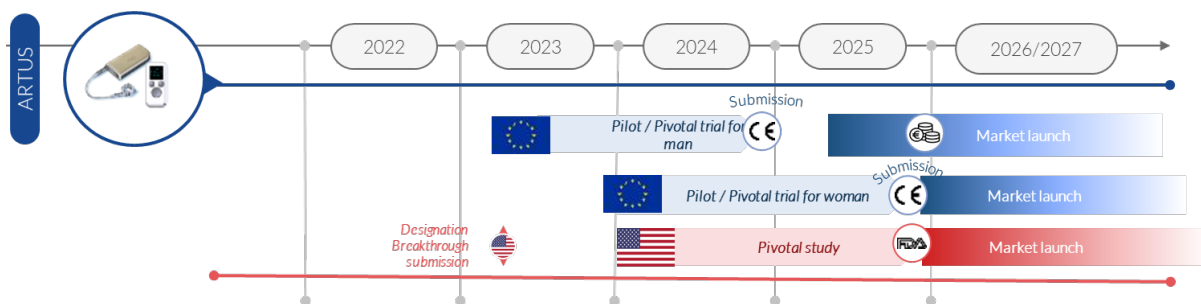 ARTUS
2022
2023
2024
2025
2026/2027
Submission
Pilot / Pivotal trial for
man
CE
Market launch
Submission
Pilot / Pivotal trial for woman
CE
Market launch
Designation
Breakthrough
submission
Pivotal study
FDA
Market launch